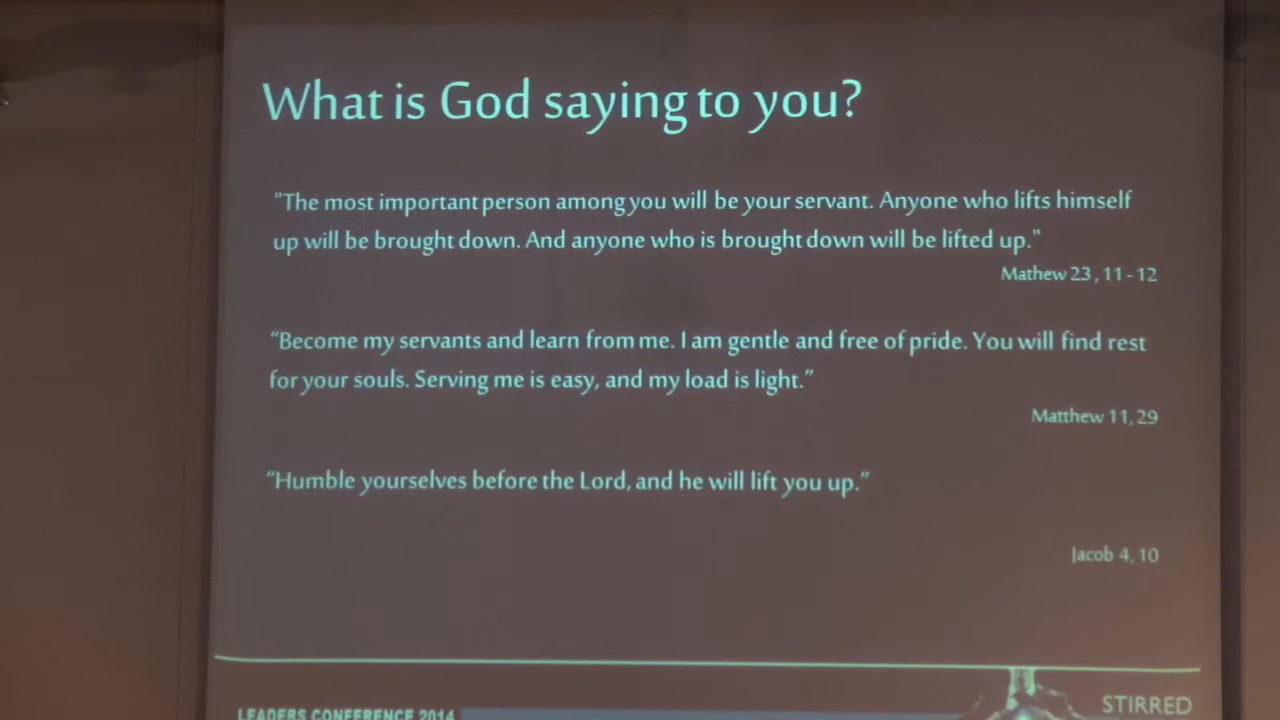 What is God saying to you?
"The most important person among you will be your servant. Anyone who lifts himself
up will be brought down. And anyone who is brought down will be lifted up."
Mathew 23 , 11 - 12
“Become my servants and learn from me. I am gentle and free of pride. You will find rest
for your souls. Serving me is easy, and my load is light.”
Matthew 11, 29
“Humble yourselves before the Lord, and he will lift you up.”
Jacob 4, 10
LEADERS CONFERENCE 2014
STIRRED